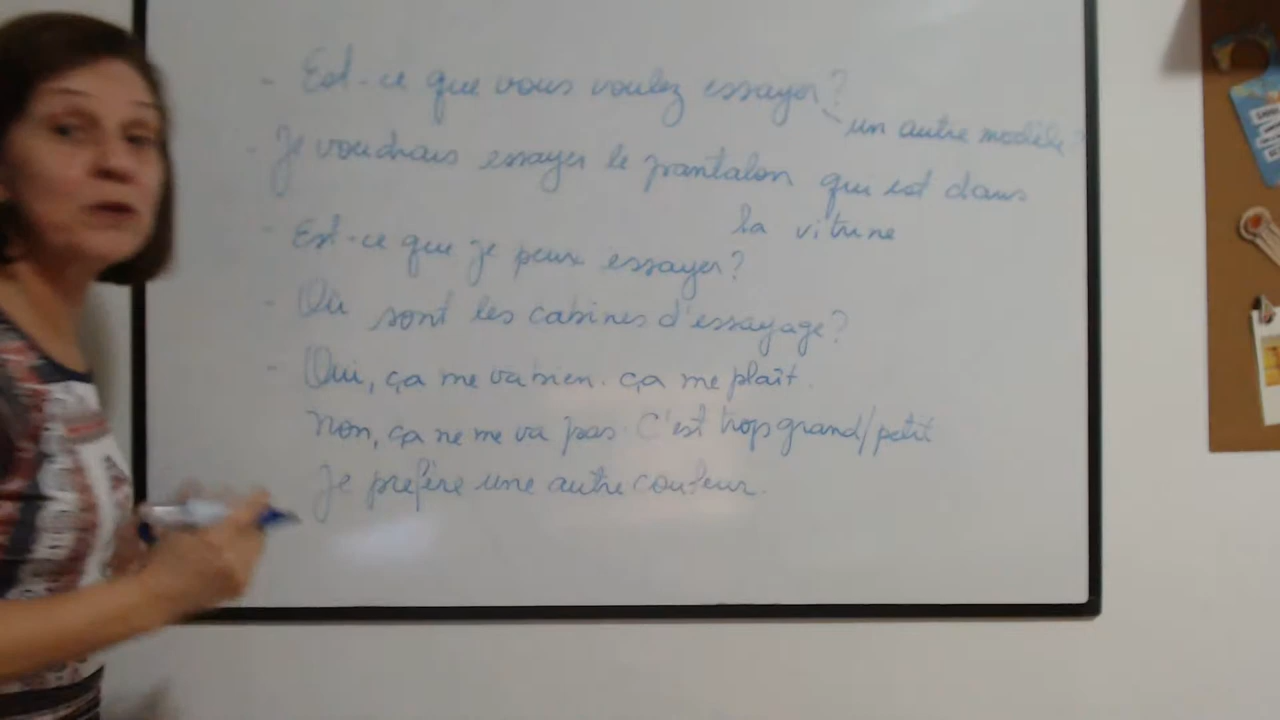 - Est-ce que vous voulez essayer?
un autre modèle?
- Je voudrais essayer le pantalon qui est dans
la vitrine
- Est-ce que je peux essayer?
- Où sont les cabines d'essayage?
- Oui, ça me va bien. ça me plaît.
Non, ça ne me va pas. C'est trop grand/petit
Je préfère une autre couleur.